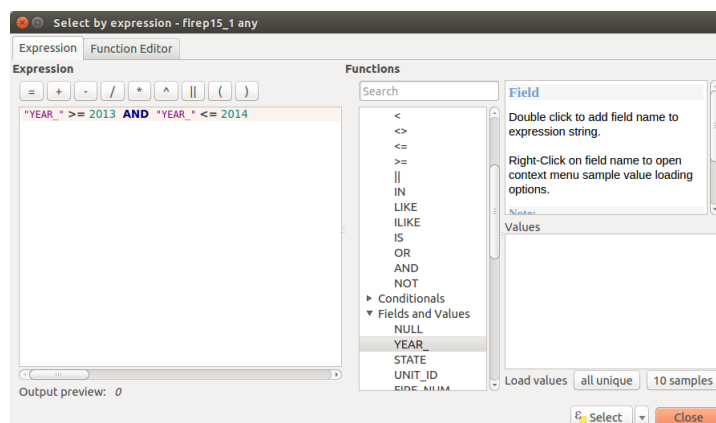 Select by expression - firep15_1 any
Expression Function Editor
Expression
= + - / * ^ || ( )
"YEAR_" >= 2013 AND "YEAR_" <= 2014
Output preview: 0
Functions
Search
<
<>
<=
>=
||
IN
LIKE
ILIKE
IS
OR
AND
NOT
Conditionals
Fields and Values
NULL
YEAR_
STATE
UNIT_ID
FIRE_NUM
Field
Double click to add field name to
expression string.
Right-Click on field name to open
context menu sample value loading
options.
Note:
Values
Load values all unique 10 samples
ε Select Close